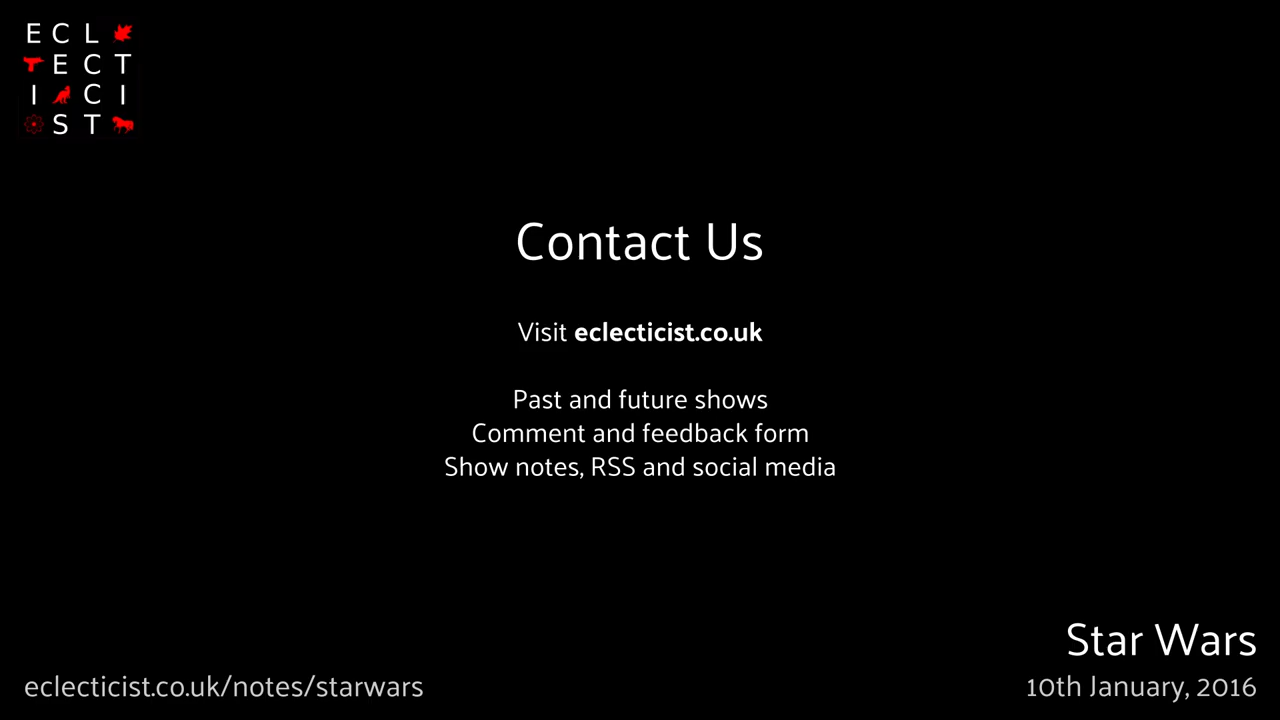 E C L
E C T
I C I
S T
Contact Us
Visit eclecticist.co.uk
Past and future shows
Comment and feedback form
Show notes, RSS and social media
Star Wars
eclecticist.co.uk/notes/starwars
10th January, 2016